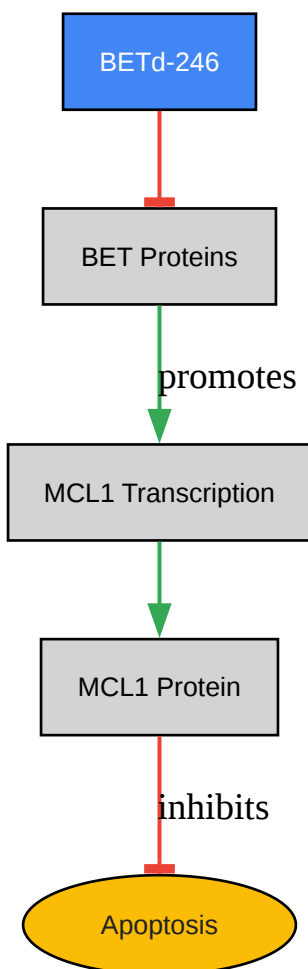 BETd-246
BET Proteins
promotes
MCL1 Transcription
MCL1 Protein
inhibits
Apoptosis